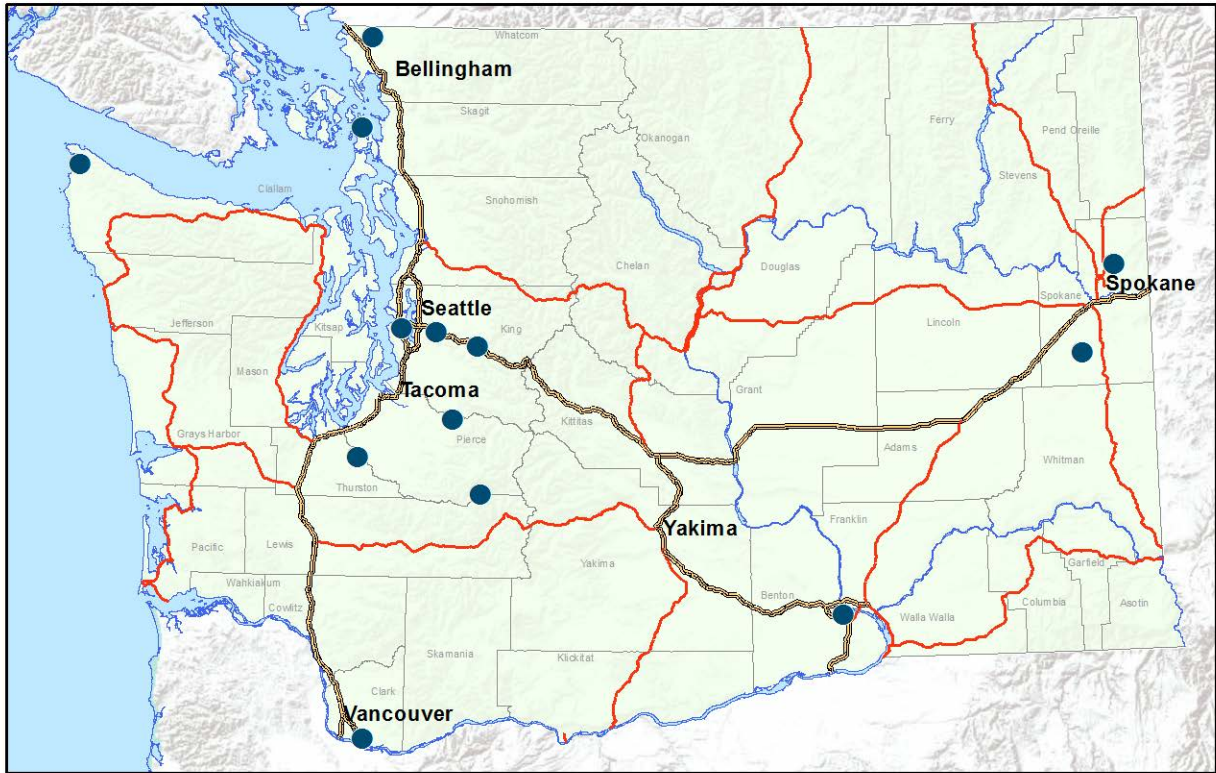 Whatcom
Bellingham
Skagit
Okanogan
Ferry
Pend Oreille
Stevens
Clallam
Snohomish
Chelan
Douglas
Spokane
Spokane
Seattle
King
Lincoln
Jefferson
Kitsap
Mason
Tacoma
Grant
Kittitas
Grays Harbor
Pierce
Adams
Whitman
Thurston
Franklin
Yakima
Pacific
Lewis
Yakima
Garfield
Wahkiakum
Cowlitz
Benton
Columbia
Asotin
Walla Walla
Skamania
Klickitat
Clark
Vancouver